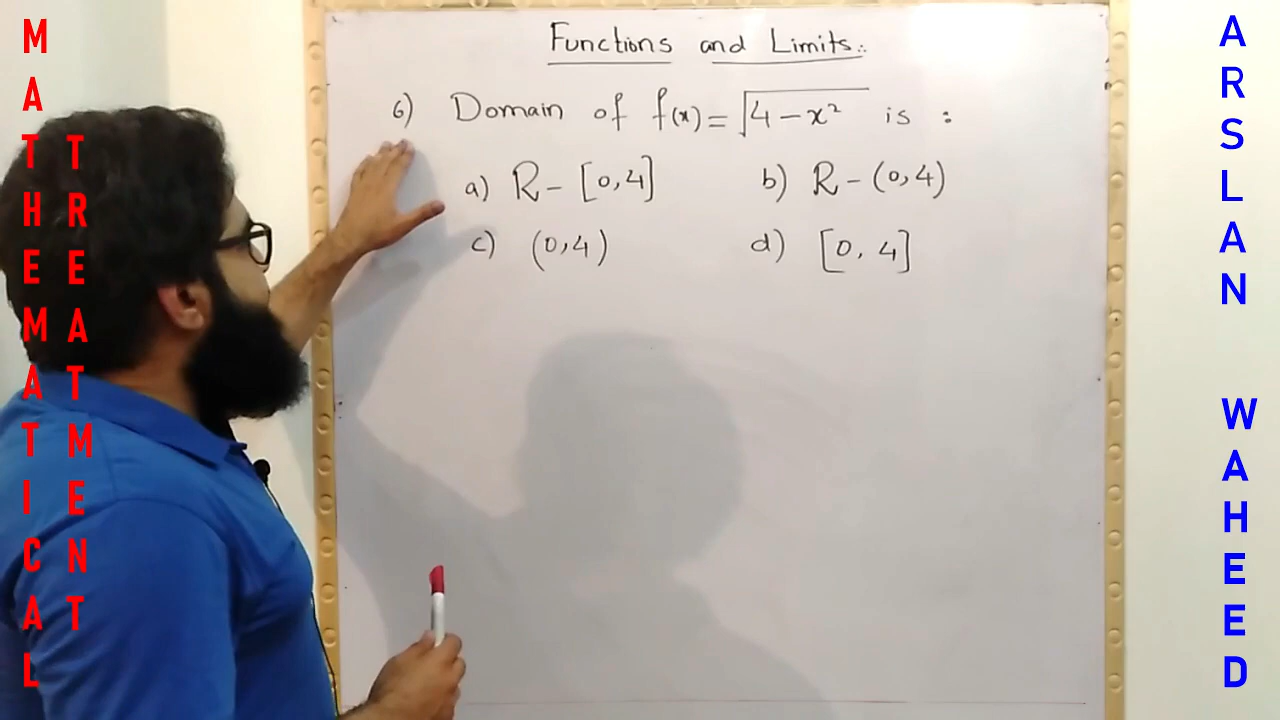 MATHEMATICAL
TREATMENT
Functions and Limits:.
6) Domain of f(x) = √4-x² is :
a) R - [0,4] b) R - (0,4)
c) (0,4) d) [0, 4]
ARSLAN WAHEED